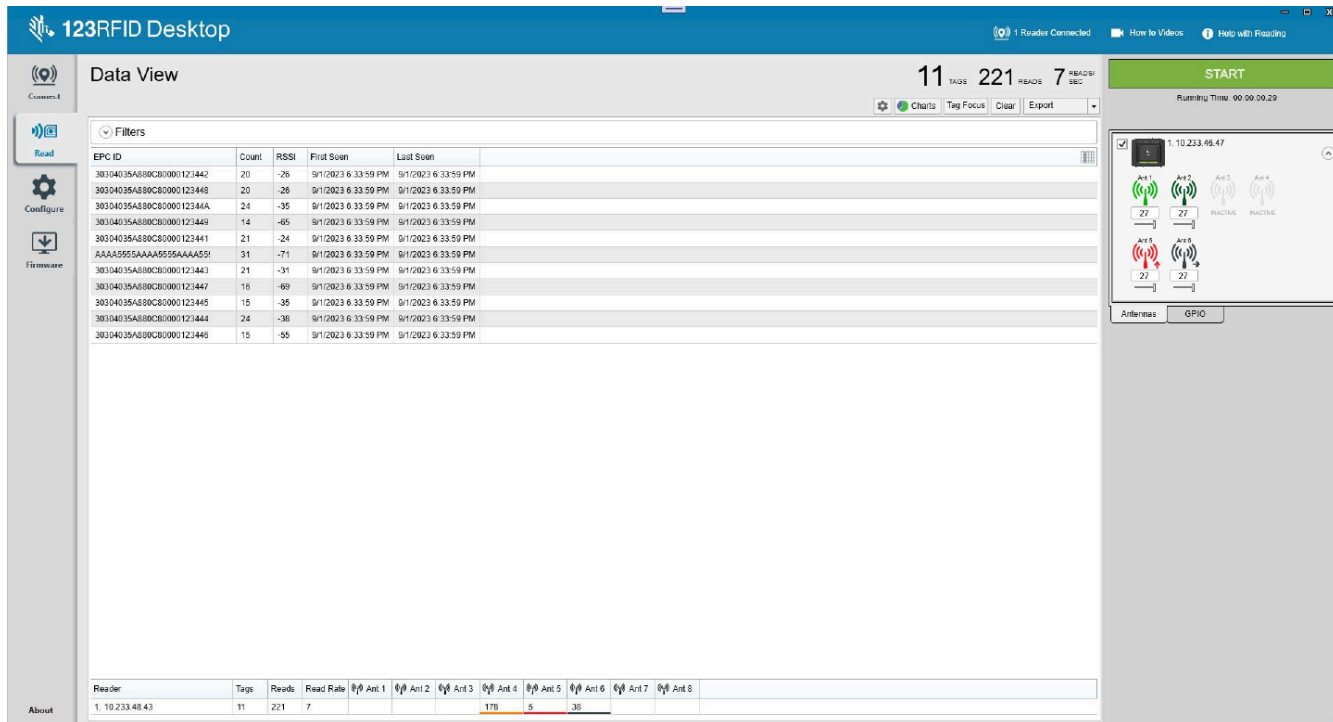 123RFID Desktop
1 Reader Connected
How to Videos
Help with Reading
Connect
Read
Configure
Firmware
About
Data View
11 TAGS 221 READS 7 READS/SEC
Charts Tag Focus Clear Export
Filters
EPC ID Count RSSI First Seen Last Seen
30304035A880C80000123442 20 -26 9/1/2023 6:33:59 PM 9/1/2023 6:33:59 PM
30304035A880C80000123448 20 -26 9/1/2023 6:33:59 PM 9/1/2023 6:33:59 PM
30304035A880C8000012344A 24 -35 9/1/2023 6:33:59 PM 9/1/2023 6:33:59 PM
30304035A880C80000123449 14 -65 9/1/2023 6:33:59 PM 9/1/2023 6:33:59 PM
30304035A880C80000123441 21 -24 9/1/2023 6:33:59 PM 9/1/2023 6:33:59 PM
AAAA5555AAAA5555AAAA55 31 -71 9/1/2023 6:33:59 PM 9/1/2023 6:33:59 PM
30304035A880C80000123443 21 -31 9/1/2023 6:33:59 PM 9/1/2023 6:33:59 PM
30304035A880C80000123447 16 -69 9/1/2023 6:33:59 PM 9/1/2023 6:33:59 PM
30304035A880C80000123445 15 -35 9/1/2023 6:33:59 PM 9/1/2023 6:33:59 PM
30304035A880C80000123444 24 -38 9/1/2023 6:33:59 PM 9/1/2023 6:33:59 PM
30304035A880C80000123446 15 -55 9/1/2023 6:33:59 PM 9/1/2023 6:33:59 PM
Reader Tags Reads Read Rate Ant 1 Ant 2 Ant 3 Ant 4 Ant 5 Ant 6 Ant 7 Ant 8
1. 10.233.48.43 11 221 7 178 5 38
START
Running Time: 00:00:00:29
1. 10.233.48.47
Ant 1 Ant 2 Ant 3 Ant 4
27 27 INACTIVE INACTIVE
Ant 5 Ant 6
27 27
Antennas GPIO